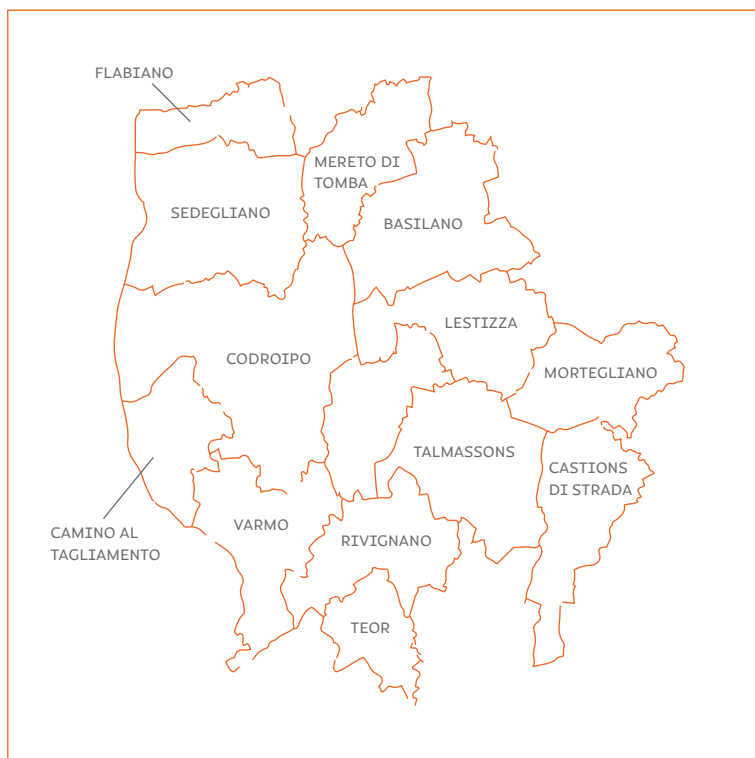 FLABIANO
MERETO DI
TOMBA
SEDEGLIANO
BASILANO
LESTIZZA
CODROIPO
MORTEGLIANO
TALMASSONS
CASTIONS
DI STRADA
VARMO
CAMINO AL
TAGLIAMENTO
RIVIGNANO
TEOR